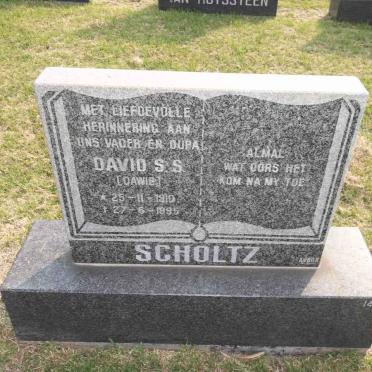 VAN HUYSSTEEN
MET LIEFDEVOLLE
HERINNERING AAN
ONS VADER EN OUPA
DAVID S.S.
(DAWIE)
* 25-11-1910
† 27-6-1995
ALMAL
WAT DORS HET
KOM NA MY TOE
SCHOLTZ